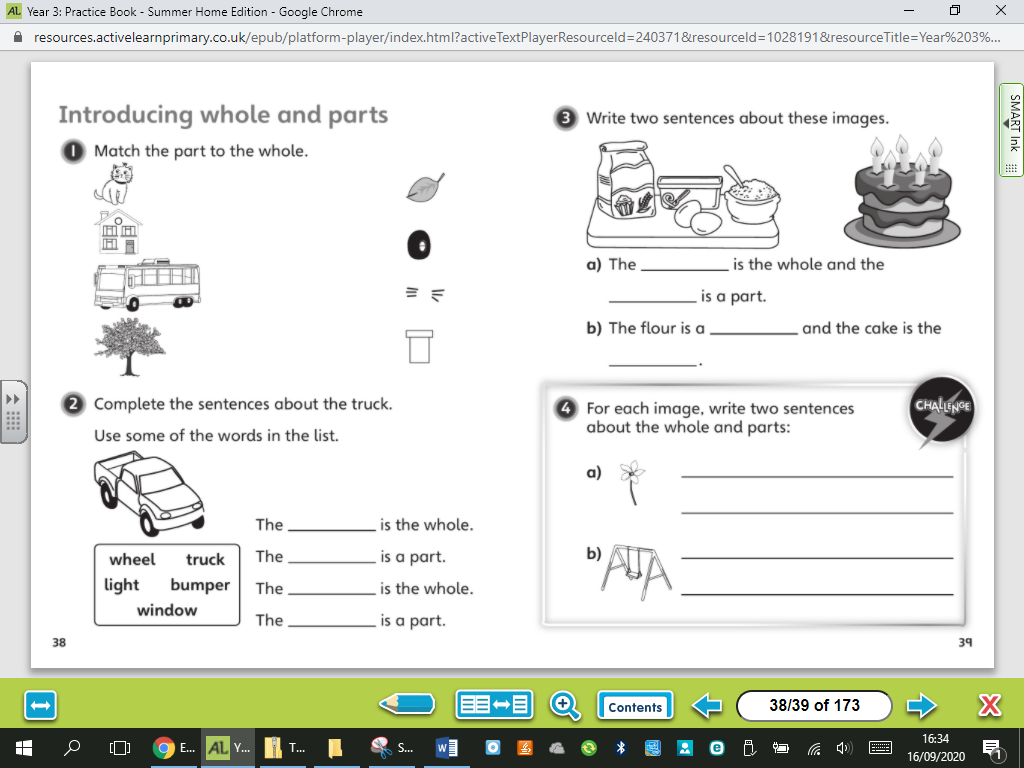 AL Year 3: Practice Book - Summer Home Edition - Google Chrome
resources.activelearnprimary.co.uk/epub/platform-player/index.html?activeTextPlayerResourceId=240371&resourceId=1028191&resourceTitle=Year%203%...
SMART Ink
Introducing whole and parts
1 Match the part to the whole.
2 Complete the sentences about the truck.
Use some of the words in the list.
wheel truck
light bumper
window
The __________ is the whole.
The __________ is a part.
The __________ is the whole.
The __________ is a part.
38
3 Write two sentences about these images.
a) The __________ is the whole and the
__________ is a part.
b) The flour is a __________ and the cake is the
__________.
CHALLENGE
4 For each image, write two sentences
about the whole and parts:
a)
b)
39
Contents
38/39 of 173
E...
AL Y...
T...
S...
W
16:34
16/09/2020
1